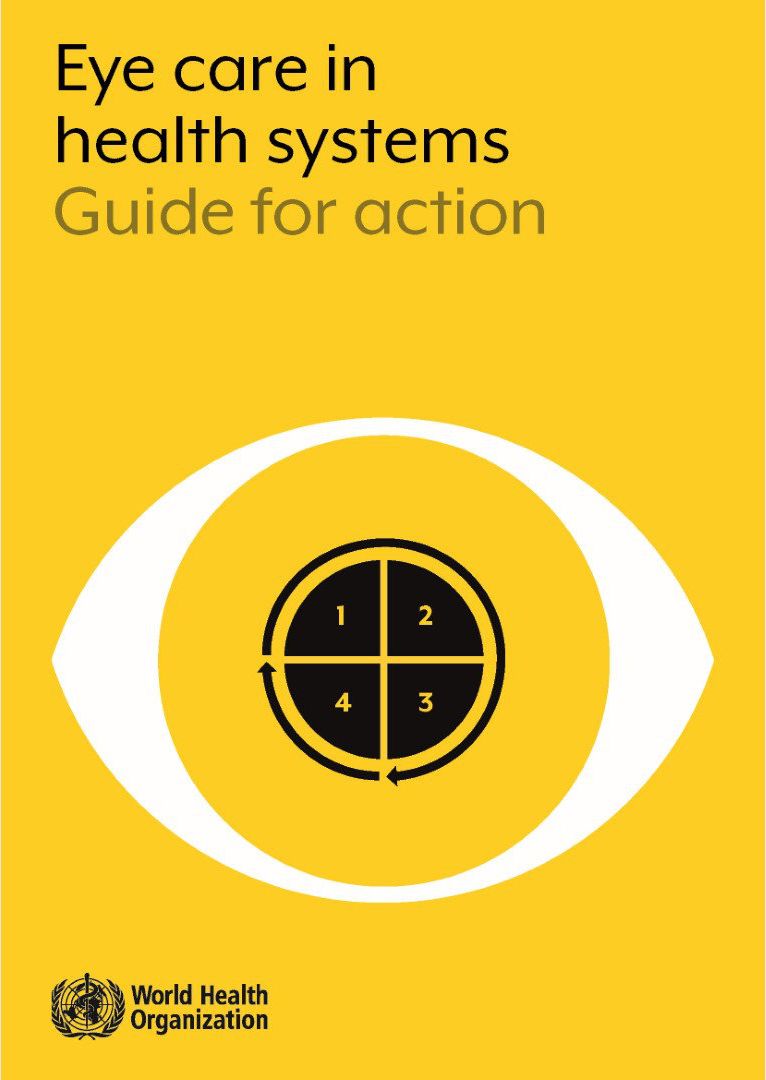 Eye care in
health systems
Guide for action
1 2
4 3
World Health
Organization